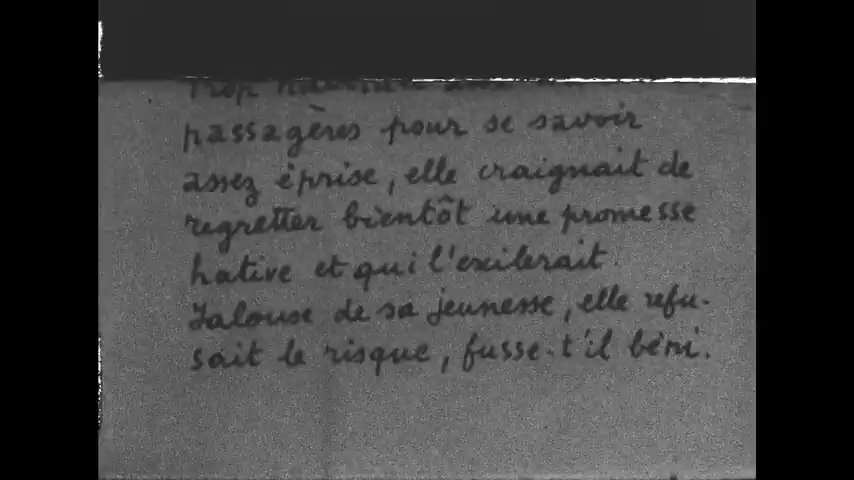 Trop
passagères pour se savoir
assez éprise, elle craignait de
regretter bientôt une promesse
hative et qui l'exilerait.
Jalouse de sa jeunesse, elle refu-
sait le risque, fusse-t'il béni.